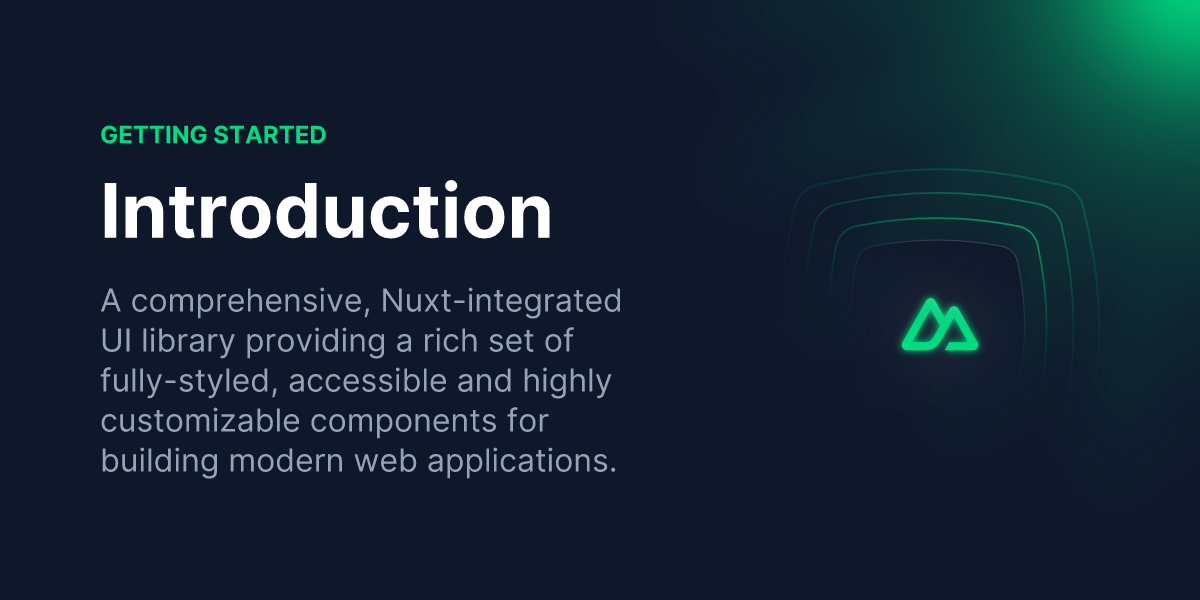 GETTING STARTED
Introduction
A comprehensive, Nuxt-integrated
UI library providing a rich set of
fully-styled, accessible and highly
customizable components for
building modern web applications.